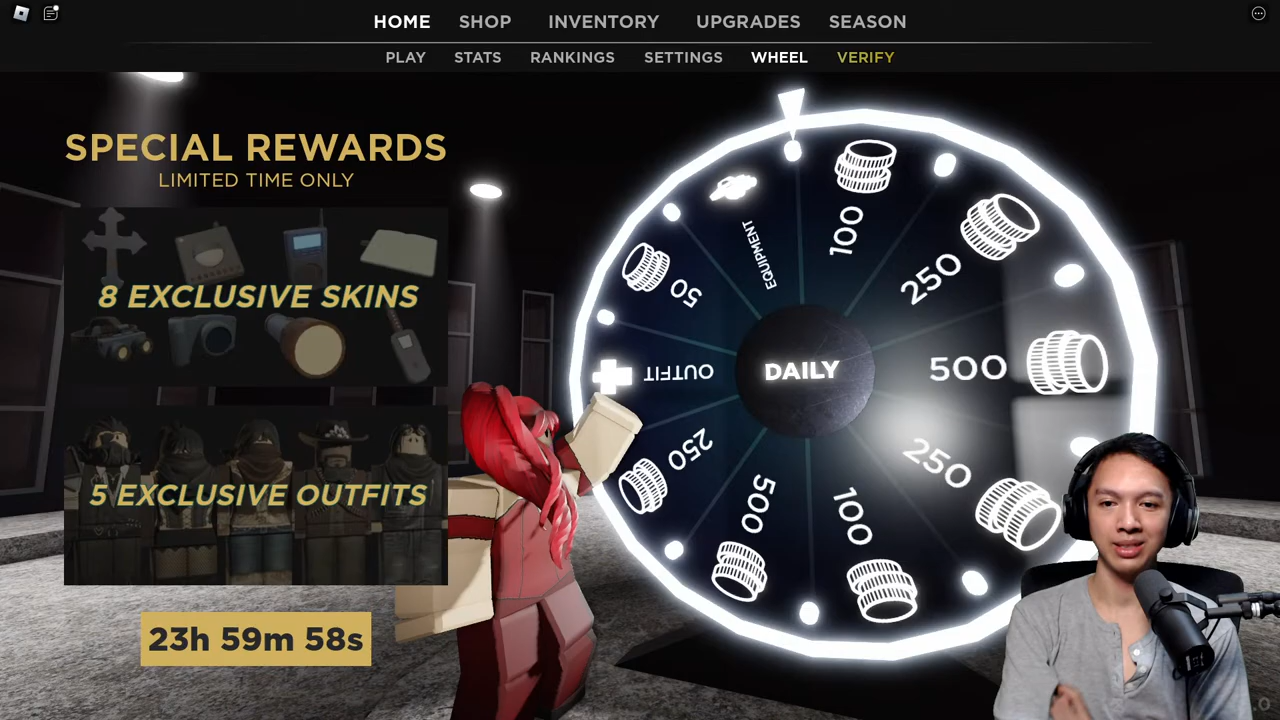 HOME SHOP INVENTORY UPGRADES SEASON
PLAY STATS RANKINGS SETTINGS WHEEL VERIFY
SPECIAL REWARDS
LIMITED TIME ONLY
8 EXCLUSIVE SKINS
5 EXCLUSIVE OUTFITS
23h 59m 58s
DAILY
100
250
500
250
100
500
250
OUTFIT
50
EQUIPMENT